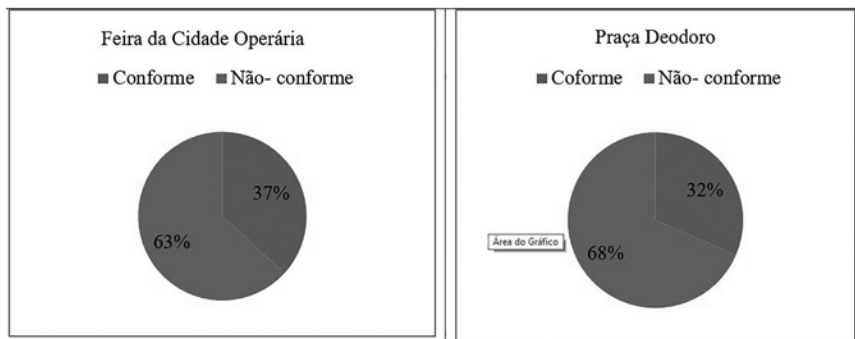 Feira da Cidade Operária
Conforme Não- conforme
37%
63%
Praça Deodoro
Coforme Não- conforme
32%
Área do Gráfico
68%